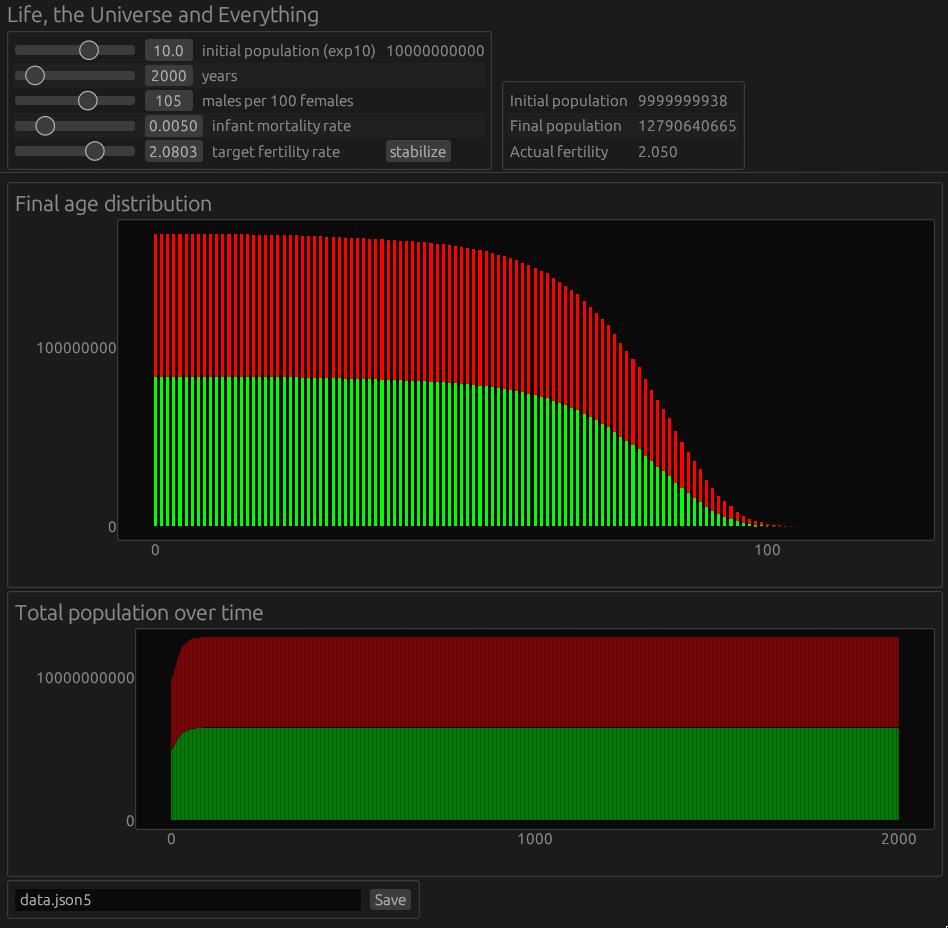 Life, the Universe and Everything
10.0 initial population (exp10) 10000000000
2000 years
105 males per 100 females
0.0050 infant mortality rate
2.0803 target fertility rate stabilize
Initial population 9999999938
Final population 12790640665
Actual fertility 2.050
Final age distribution
100000000
0
0 100
Total population over time
10000000000
0
0 1000 2000
data.json5 Save